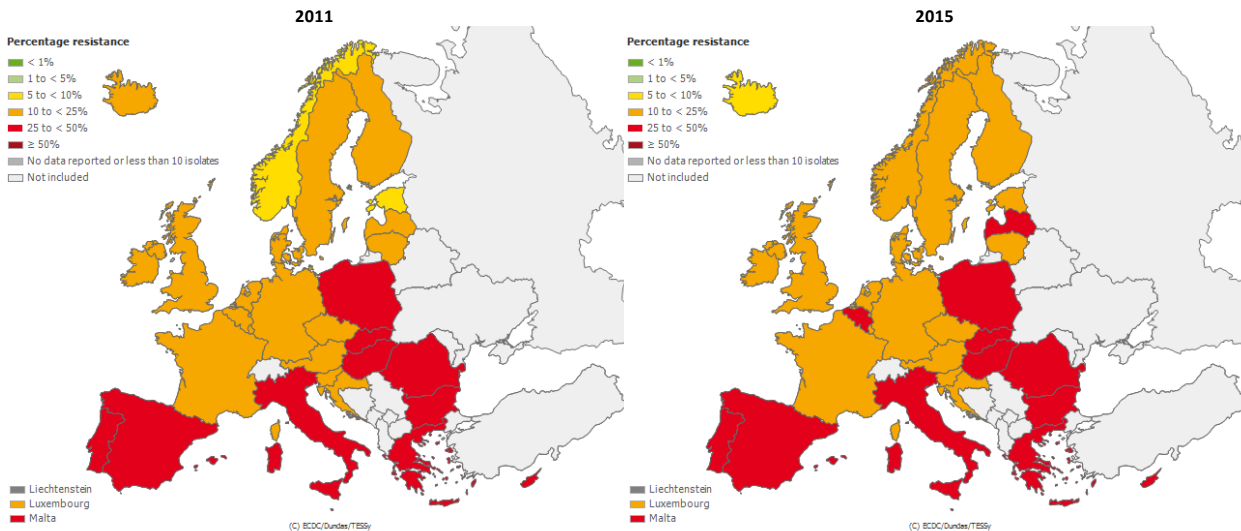 2011
Percentage resistance
< 1%
1 to < 5%
5 to < 10%
10 to < 25%
25 to < 50%
≥ 50%
No data reported or less than 10 isolates
Not included
Liechtenstein
Luxembourg
Malta
(C) ECDC/Dundas/TESSy
2015
Percentage resistance
< 1%
1 to < 5%
5 to < 10%
10 to < 25%
25 to < 50%
≥ 50%
No data reported or less than 10 isolates
Not included
Liechtenstein
Luxembourg
Malta
(C) ECDC/Dundas/TESSy